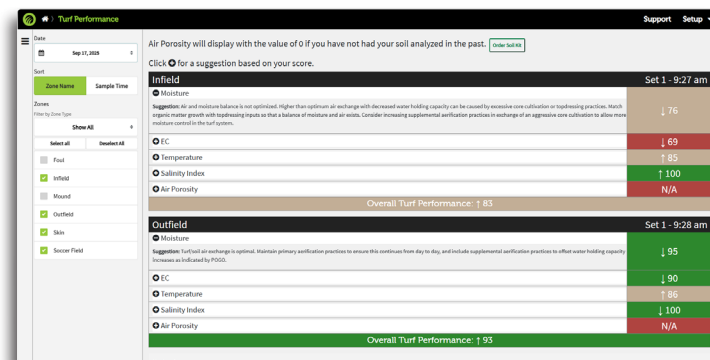 Turf Performance
Support Setup
Date
Sep 17, 2025
Sort
Zone Name Sample Time
Zones
Filter by Zone Type
Show All
Select all Deselect All
Foul
Infield
Mound
Outfield
Skin
Soccer Field
Air Porosity will display with the value of 0 if you have not had your soil analyzed in the past. Order Soil Kit
Click + for a suggestion based on your score.
Infield Set 1 - 9:27 am
Moisture ↓ 76
Suggestion: Air and moisture balance is not optimized. Higher than optimum air exchange with decreased water holding capacity can be caused by excessive core cultivation or topdressing practices. Match
organic matter growth with topdressing inputs so that a balance of moisture and air exists. Consider increasing supplemental aerification practices in exchange of an aggressive core cultivation to allow more
moisture control in the turf system.
EC ↓ 69
Temperature ↑ 85
Salinity Index ↑ 100
Air Porosity N/A
Overall Turf Performance: ↑ 83
Outfield Set 1 - 9:28 am
Moisture ↓ 95
Suggestion: Turf/soil air exchange is optimal. Maintain primary aerification practices to ensure this continues from day to day, and include supplemental aerification practices to offset water holding capacity
increases as indicated by POGO.
EC ↓ 90
Temperature ↑ 86
Salinity Index ↓ 100
Air Porosity N/A
Overall Turf Performance: ↑ 93